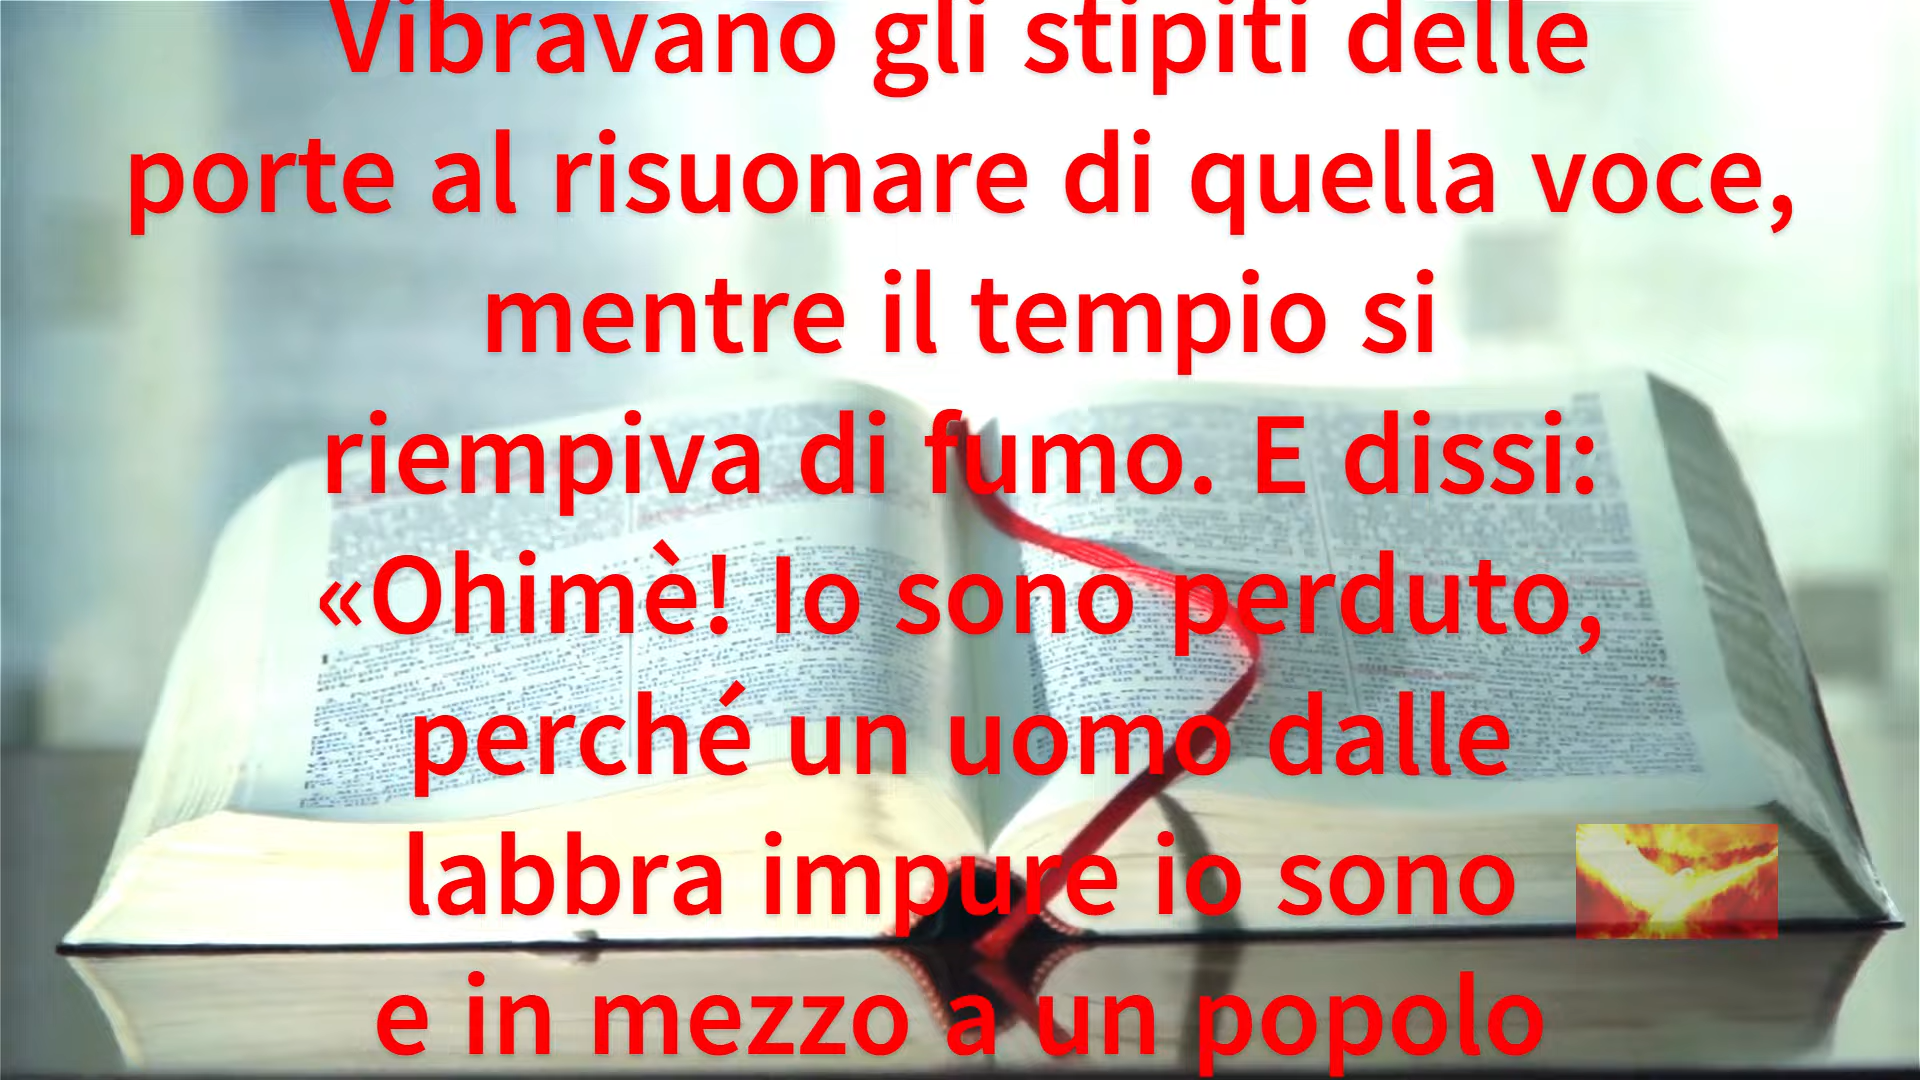 Vibravano gli stipiti delle
porte al risuonare di quella voce,
mentre il tempio si
riempiva di fumo. E dissi:
«Ohimè! Io sono perduto,
perché un uomo dalle
labbra impure io sono
e in mezzo a un popolo